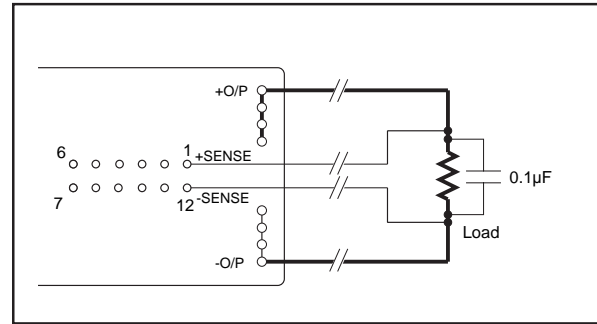 +O/P
6
1
+SENSE
7
12
-SENSE
0.1µF
Load
-O/P